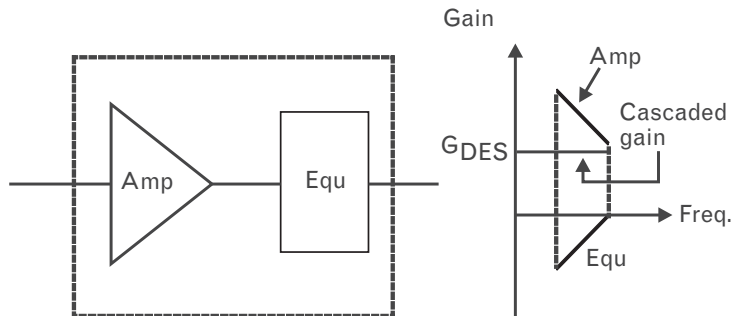 Gain
Amp
Cascaded
gain
GDES
Amp
Equ
Freq.
Equ